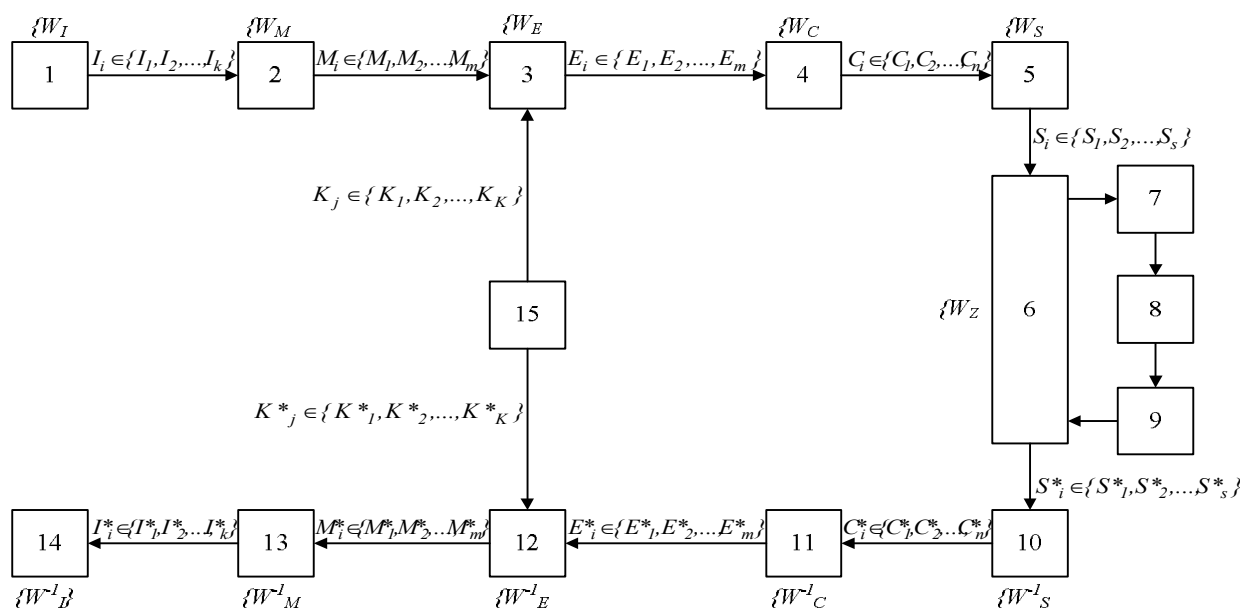 {W_I {W_M {W_E {W_C {W_S
1 I_i ∈{I_1,I_2,...,I_k} 2 M_i ∈{M_1,M_2,...,M_m} 3 E_i ∈{ E_1, E_2,..., E_m } 4 C_i ∈{C_1,C_2,...,C_n} 5
S_i ∈{S_1,S_2,...,S_s}
K_j ∈{ K_1, K_2,..., K_K }
7
15
{W_Z 6 8
K*_j ∈{ K*_1, K*_2,..., K*_K }
9
S*_i ∈{S*_1,S*_2,...,S*_s}
14 I*_i ∈{I*_1,I*_2,...,I*_k} 13 M*_i ∈{M*_1,M*_2,...,M*_m} 12 E*_i ∈{E*_1,E*_2,...,E*_m} 11 C*_i ∈{C*_1,C*_2,...,C*_n} 10
{W^-1_I} {W^-1_M {W^-1_E {W^-1_C {W^-1_S